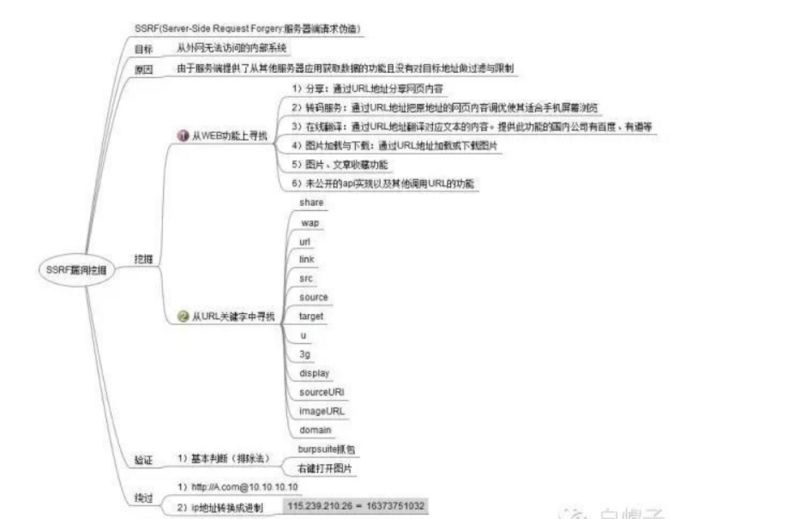 SSRF(Server-Side Request Forgery:服务器端请求伪造)
目标
从外网无法访问的内部系统
原因
由于服务端提供了从其他服务器应用获取数据的功能且没有对目标地址做过滤与限制
SSRF漏洞挖掘
挖掘
从WEB功能上寻找
1）分享：通过URL地址分享网页内容
2）转码服务：通过URL地址把原地址的网页内容调优使其适合手机屏幕浏览
3）在线翻译：通过URL地址翻译对应文本的内容。提供此功能的国内公司有百度、有道等
4）图片加载与下载：通过URL地址加载或下载图片
5）图片、文章收藏功能
6）未公开的api实现以及其他调用URL的功能
从URL关键字中寻找
share
wap
url
link
src
source
target
u
3g
display
sourceURl
imageURL
domain
验证
1）基本判断（排除法）
burpsuite抓包
右键打开图片
绕过
1）http://A.com@10.10.10.10
2）ip地址转换成进制
115.239.210.26 = 16373751032
白帽子